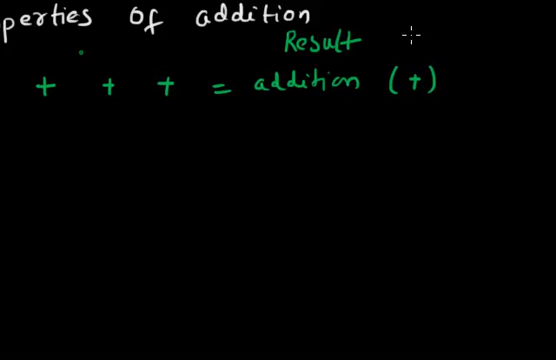 perties of addition
Result
+ + + = addition (+)